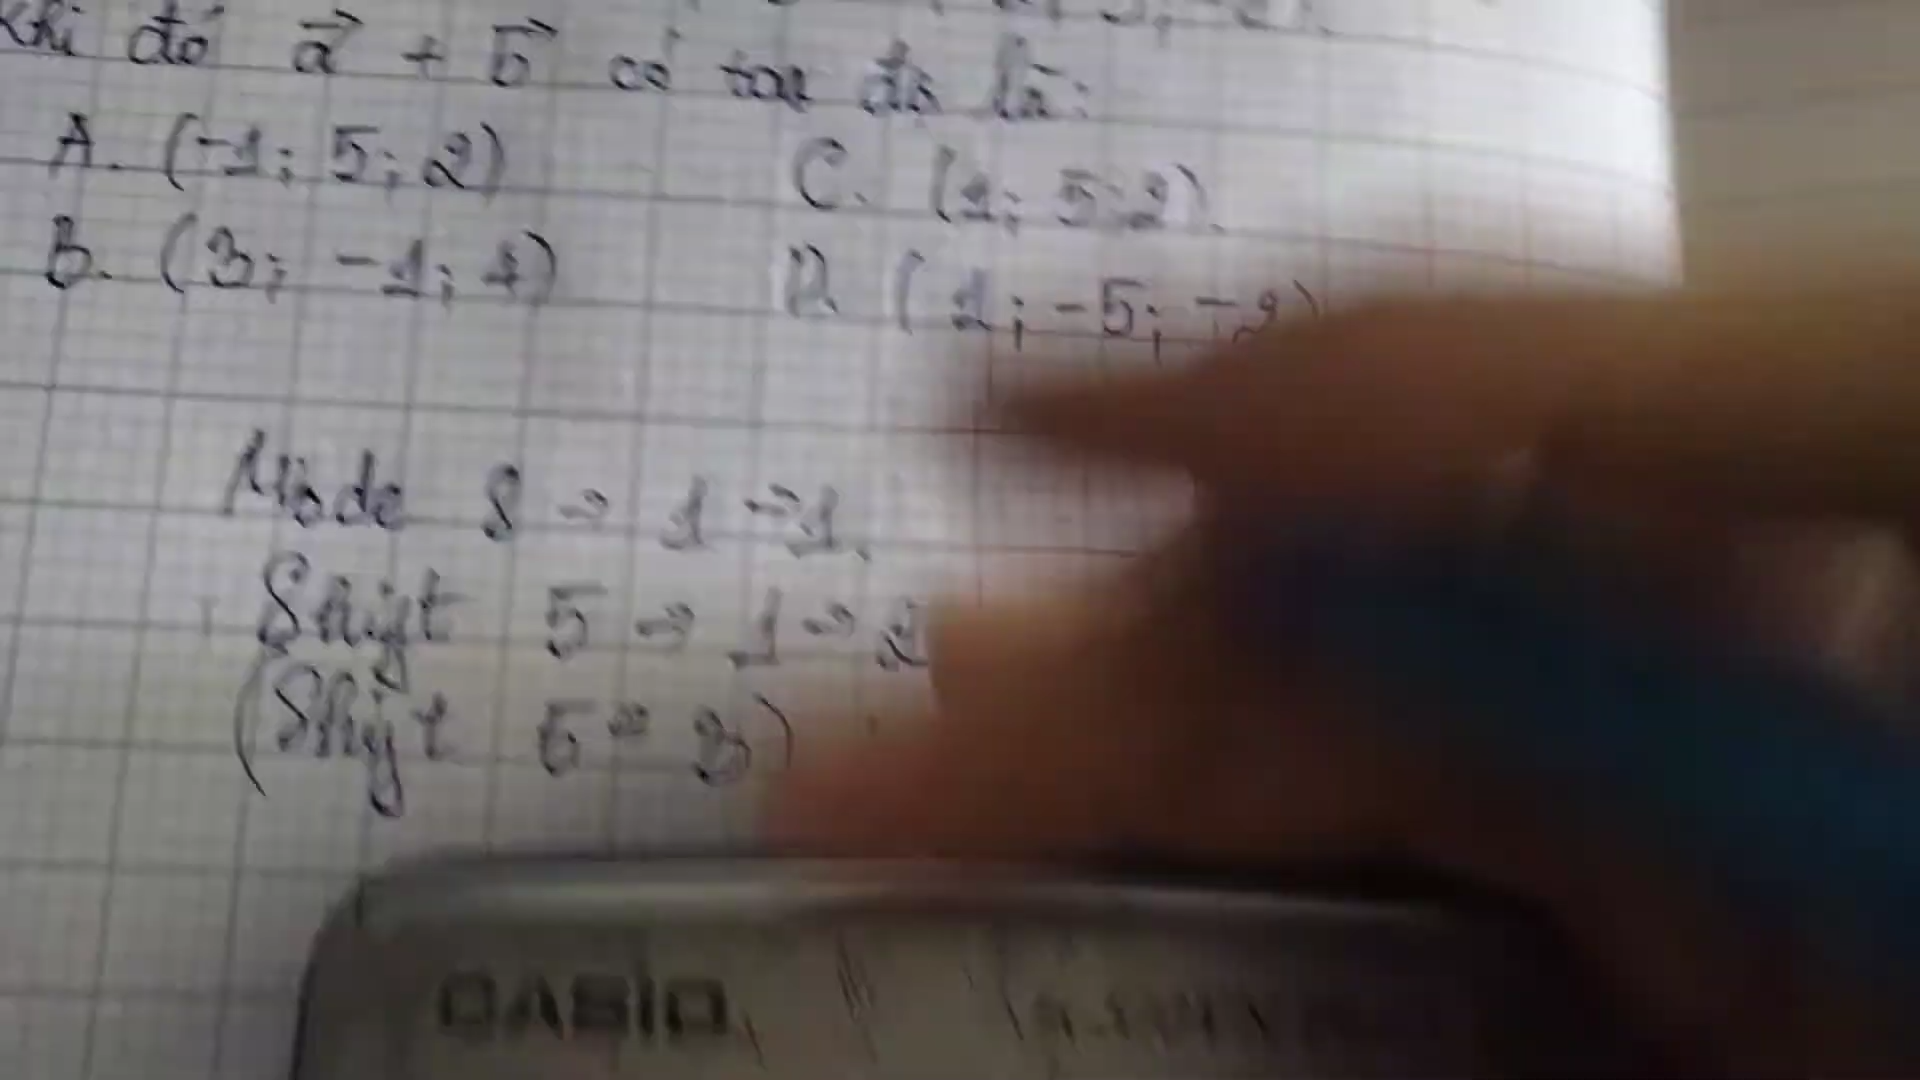 Khi đó a⃗ + b⃗ có tọa độ là:
A. (-1; 5; 2)
C. (1; 5; 2).
B. (3; -1; 4)
D. (1; -5; -2)
Mode 8 → 1 → 1.
Shift 5 → 1 → 2
(Shift 5 → 3)
CASIO